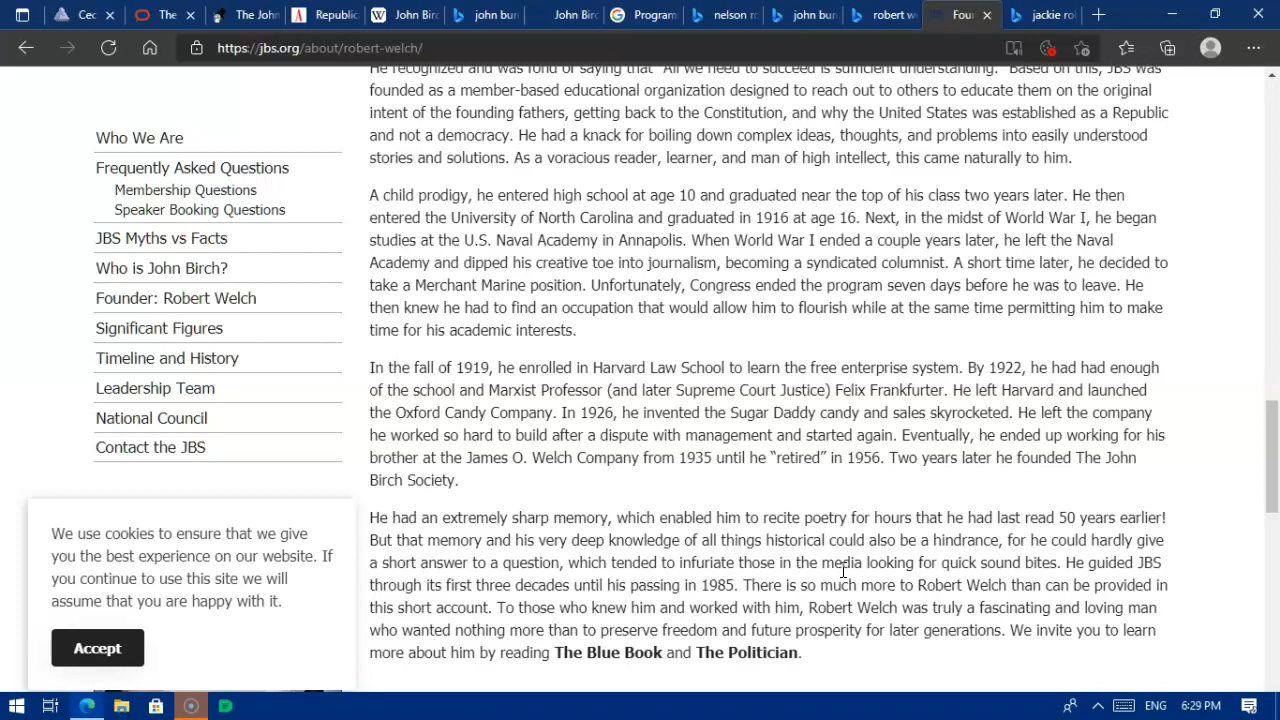 Cec
The
The John
Republic
John Bir
john bur
John Birc
Program
nelson ro
john bur
robert we
Four
jackie rol
https://jbs.org/about/robert-welch/
He recognized and was fond of saying that "All we need to succeed is sufficient understanding." Based on this, JBS was
founded as a member-based educational organization designed to reach out to others to educate them on the original
intent of the founding fathers, getting back to the Constitution, and why the United States was established as a Republic
and not a democracy. He had a knack for boiling down complex ideas, thoughts, and problems into easily understood
stories and solutions. As a voracious reader, learner, and man of high intellect, this came naturally to him.
A child prodigy, he entered high school at age 10 and graduated near the top of his class two years later. He then
entered the University of North Carolina and graduated in 1916 at age 16. Next, in the midst of World War I, he began
studies at the U.S. Naval Academy in Annapolis. When World War I ended a couple years later, he left the Naval
Academy and dipped his creative toe into journalism, becoming a syndicated columnist. A short time later, he decided to
take a Merchant Marine position. Unfortunately, Congress ended the program seven days before he was to leave. He
then knew he had to find an occupation that would allow him to flourish while at the same time permitting him to make
time for his academic interests.
In the fall of 1919, he enrolled in Harvard Law School to learn the free enterprise system. By 1922, he had had enough
of the school and Marxist Professor (and later Supreme Court Justice) Felix Frankfurter. He left Harvard and launched
the Oxford Candy Company. In 1926, he invented the Sugar Daddy candy and sales skyrocketed. He left the company
he worked so hard to build after a dispute with management and started again. Eventually, he ended up working for his
brother at the James O. Welch Company from 1935 until he “retired” in 1956. Two years later he founded The John
Birch Society.
He had an extremely sharp memory, which enabled him to recite poetry for hours that he had last read 50 years earlier!
But that memory and his very deep knowledge of all things historical could also be a hindrance, for he could hardly give
a short answer to a question, which tended to infuriate those in the media looking for quick sound bites. He guided JBS
through its first three decades until his passing in 1985. There is so much more to Robert Welch than can be provided in
this short account. To those who knew him and worked with him, Robert Welch was truly a fascinating and loving man
who wanted nothing more than to preserve freedom and future prosperity for later generations. We invite you to learn
more about him by reading The Blue Book and The Politician.
Who We Are
Frequently Asked Questions
Membership Questions
Speaker Booking Questions
JBS Myths vs Facts
Who is John Birch?
Founder: Robert Welch
Significant Figures
Timeline and History
Leadership Team
National Council
Contact the JBS
We use cookies to ensure that we give
you the best experience on our website. If
you continue to use this site we will
assume that you are happy with it.
Accept
ENG
6:29 PM